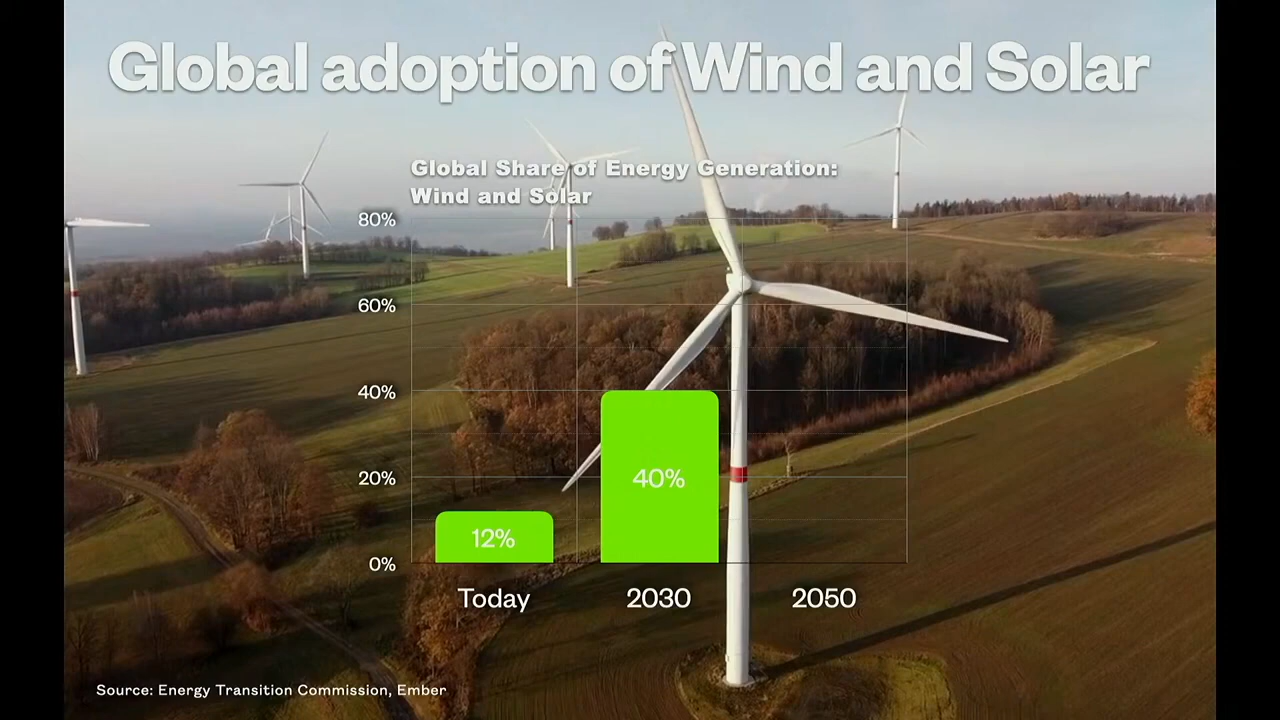 Global adoption of Wind and Solar
Global Share of Energy Generation:
Wind and Solar
80%
60%
40%
20%
0%
12%
40%
Today 2030 2050
Source: Energy Transition Commission, Ember